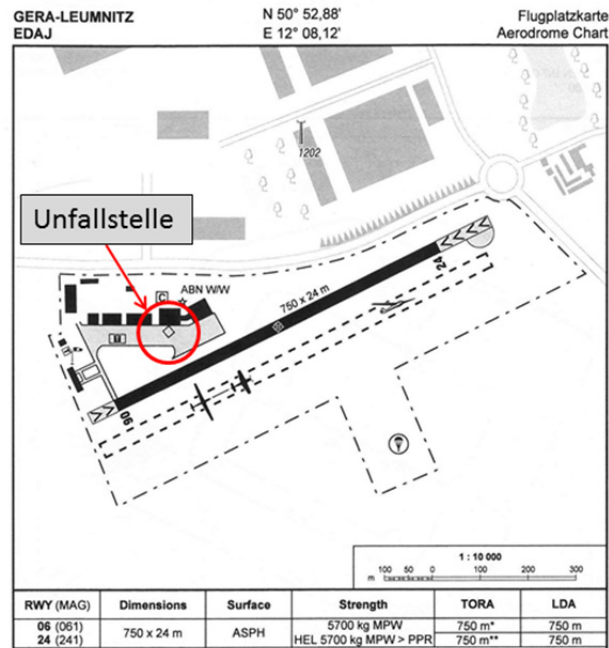 GERA-LEUMNITZ
EDAJ
N 50° 52,88'
E 12° 08,12'
Flugplatzkarte
Aerodrome Chart
1202
Unfallstelle
C
ABN W/W
750 x 24 m
24
06
1 : 10 000
m 100 50 0 100 200 300
RWY (MAG) Dimensions Surface Strength TORA LDA
06 (061) 750 x 24 m ASPH 5700 kg MPW 750 m* 750 m
24 (241) HEL 5700 kg MPW > PPR 750 m** 750 m